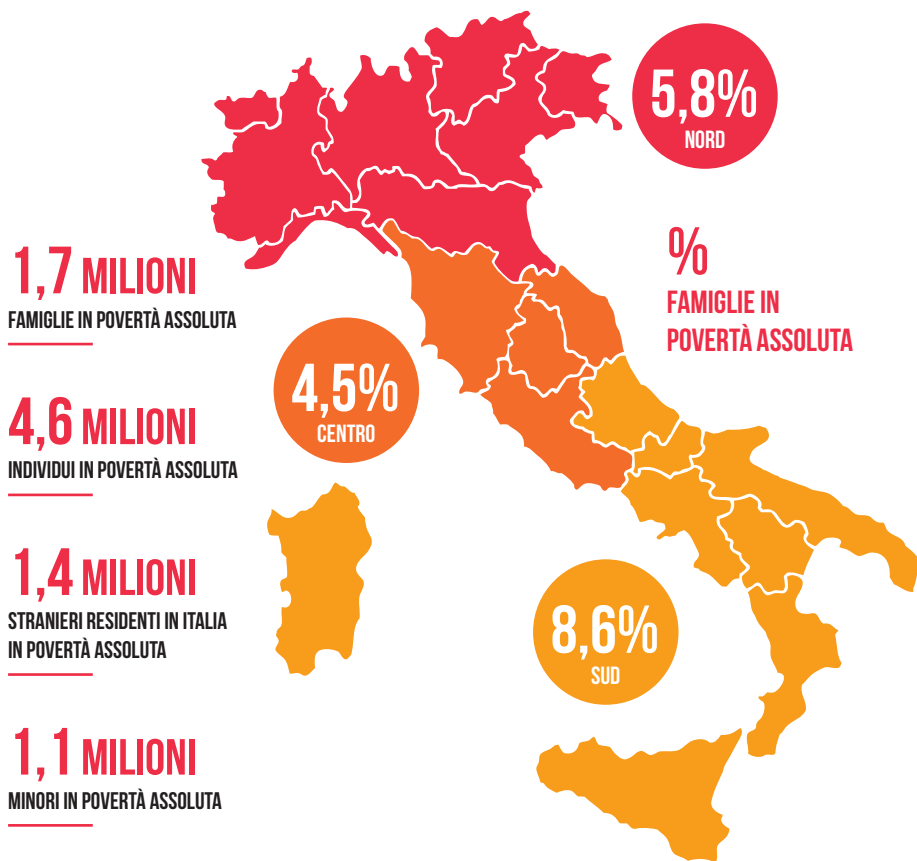 5,8%
NORD
%
FAMIGLIE IN
POVERTÀ ASSOLUTA
1,7 MILIONI
FAMIGLIE IN POVERTÀ ASSOLUTA
4,5%
CENTRO
4,6 MILIONI
INDIVIDUI IN POVERTÀ ASSOLUTA
1,4 MILIONI
STRANIERI RESIDENTI IN ITALIA
IN POVERTÀ ASSOLUTA
8,6%
SUD
1,1 MILIONI
MINORI IN POVERTÀ ASSOLUTA